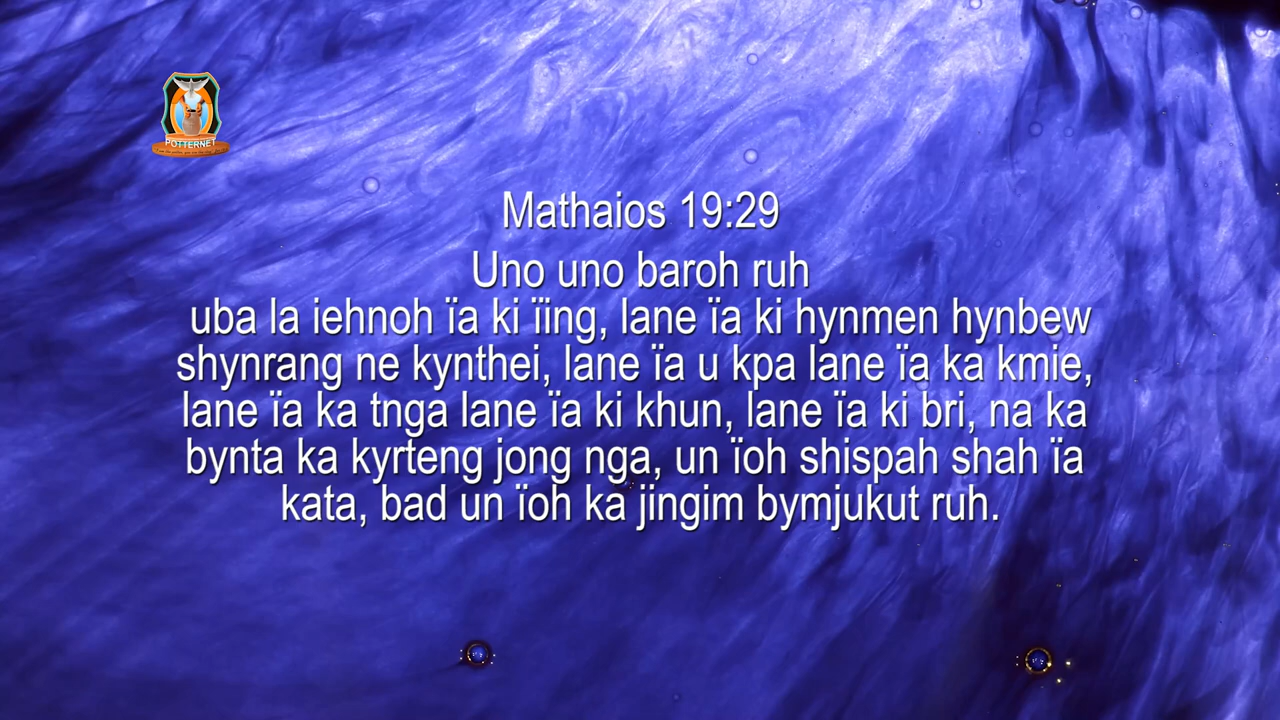 POTTERNET
Mathaios 19:29
Uno uno baroh ruh
uba la iehnoh ïa ki ïing, lane ïa ki hynmen hynbew
shynrang ne kynthei, lane ïa u kpa lane ïa ka kmie,
lane ïa ka tnga lane ïa ki khun, lane ïa ki bri, na ka
bynta ka kyrteng jong nga, un ïoh shispah shah ïa
kata, bad un ïoh ka jingim bymjukut ruh.